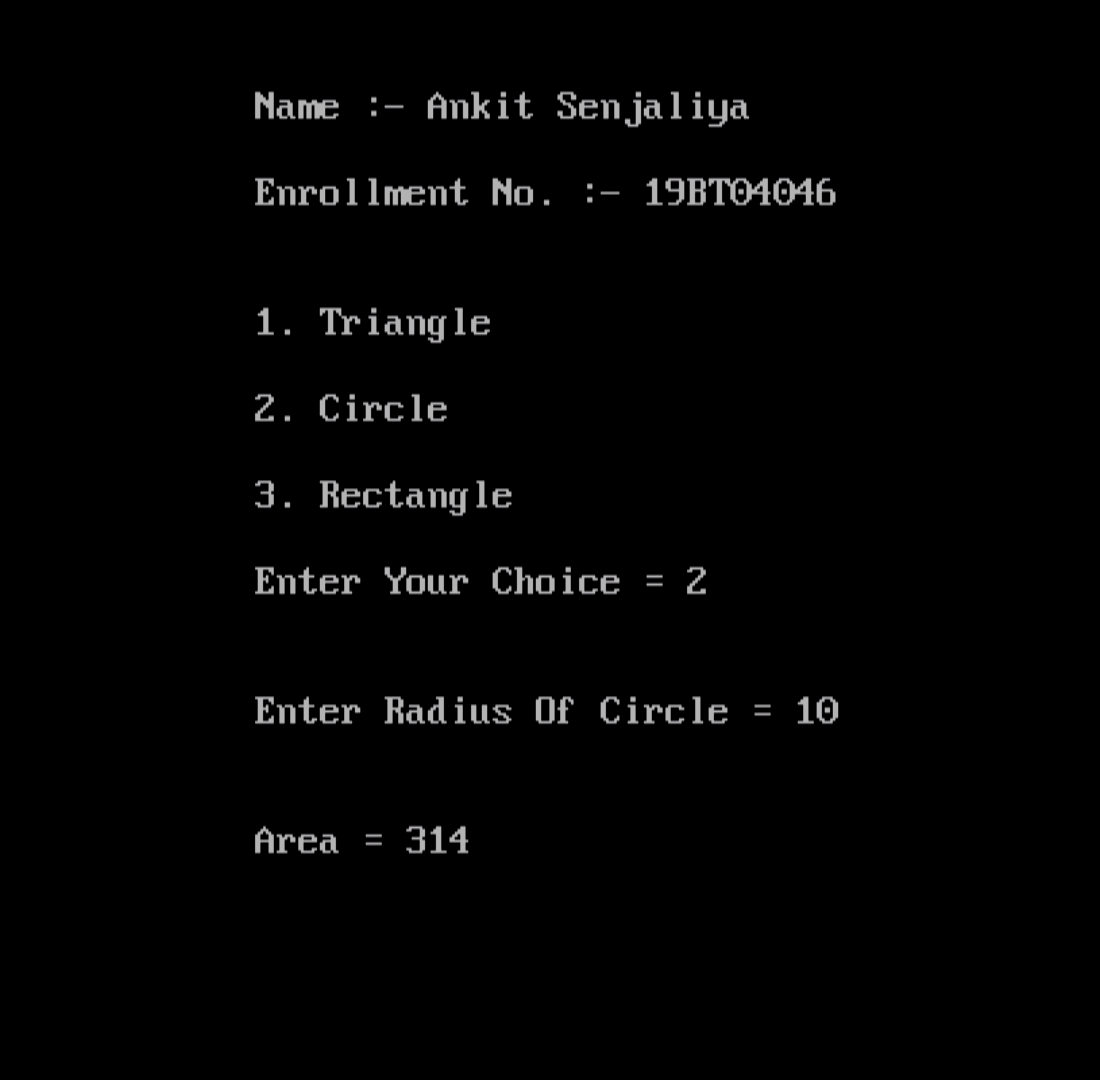 Name :- Ankit Senjaliya
Enrollment No. :- 19BT04046
1. Triangle
2. Circle
3. Rectangle
Enter Your Choice = 2
Enter Radius Of Circle = 10
Area = 314